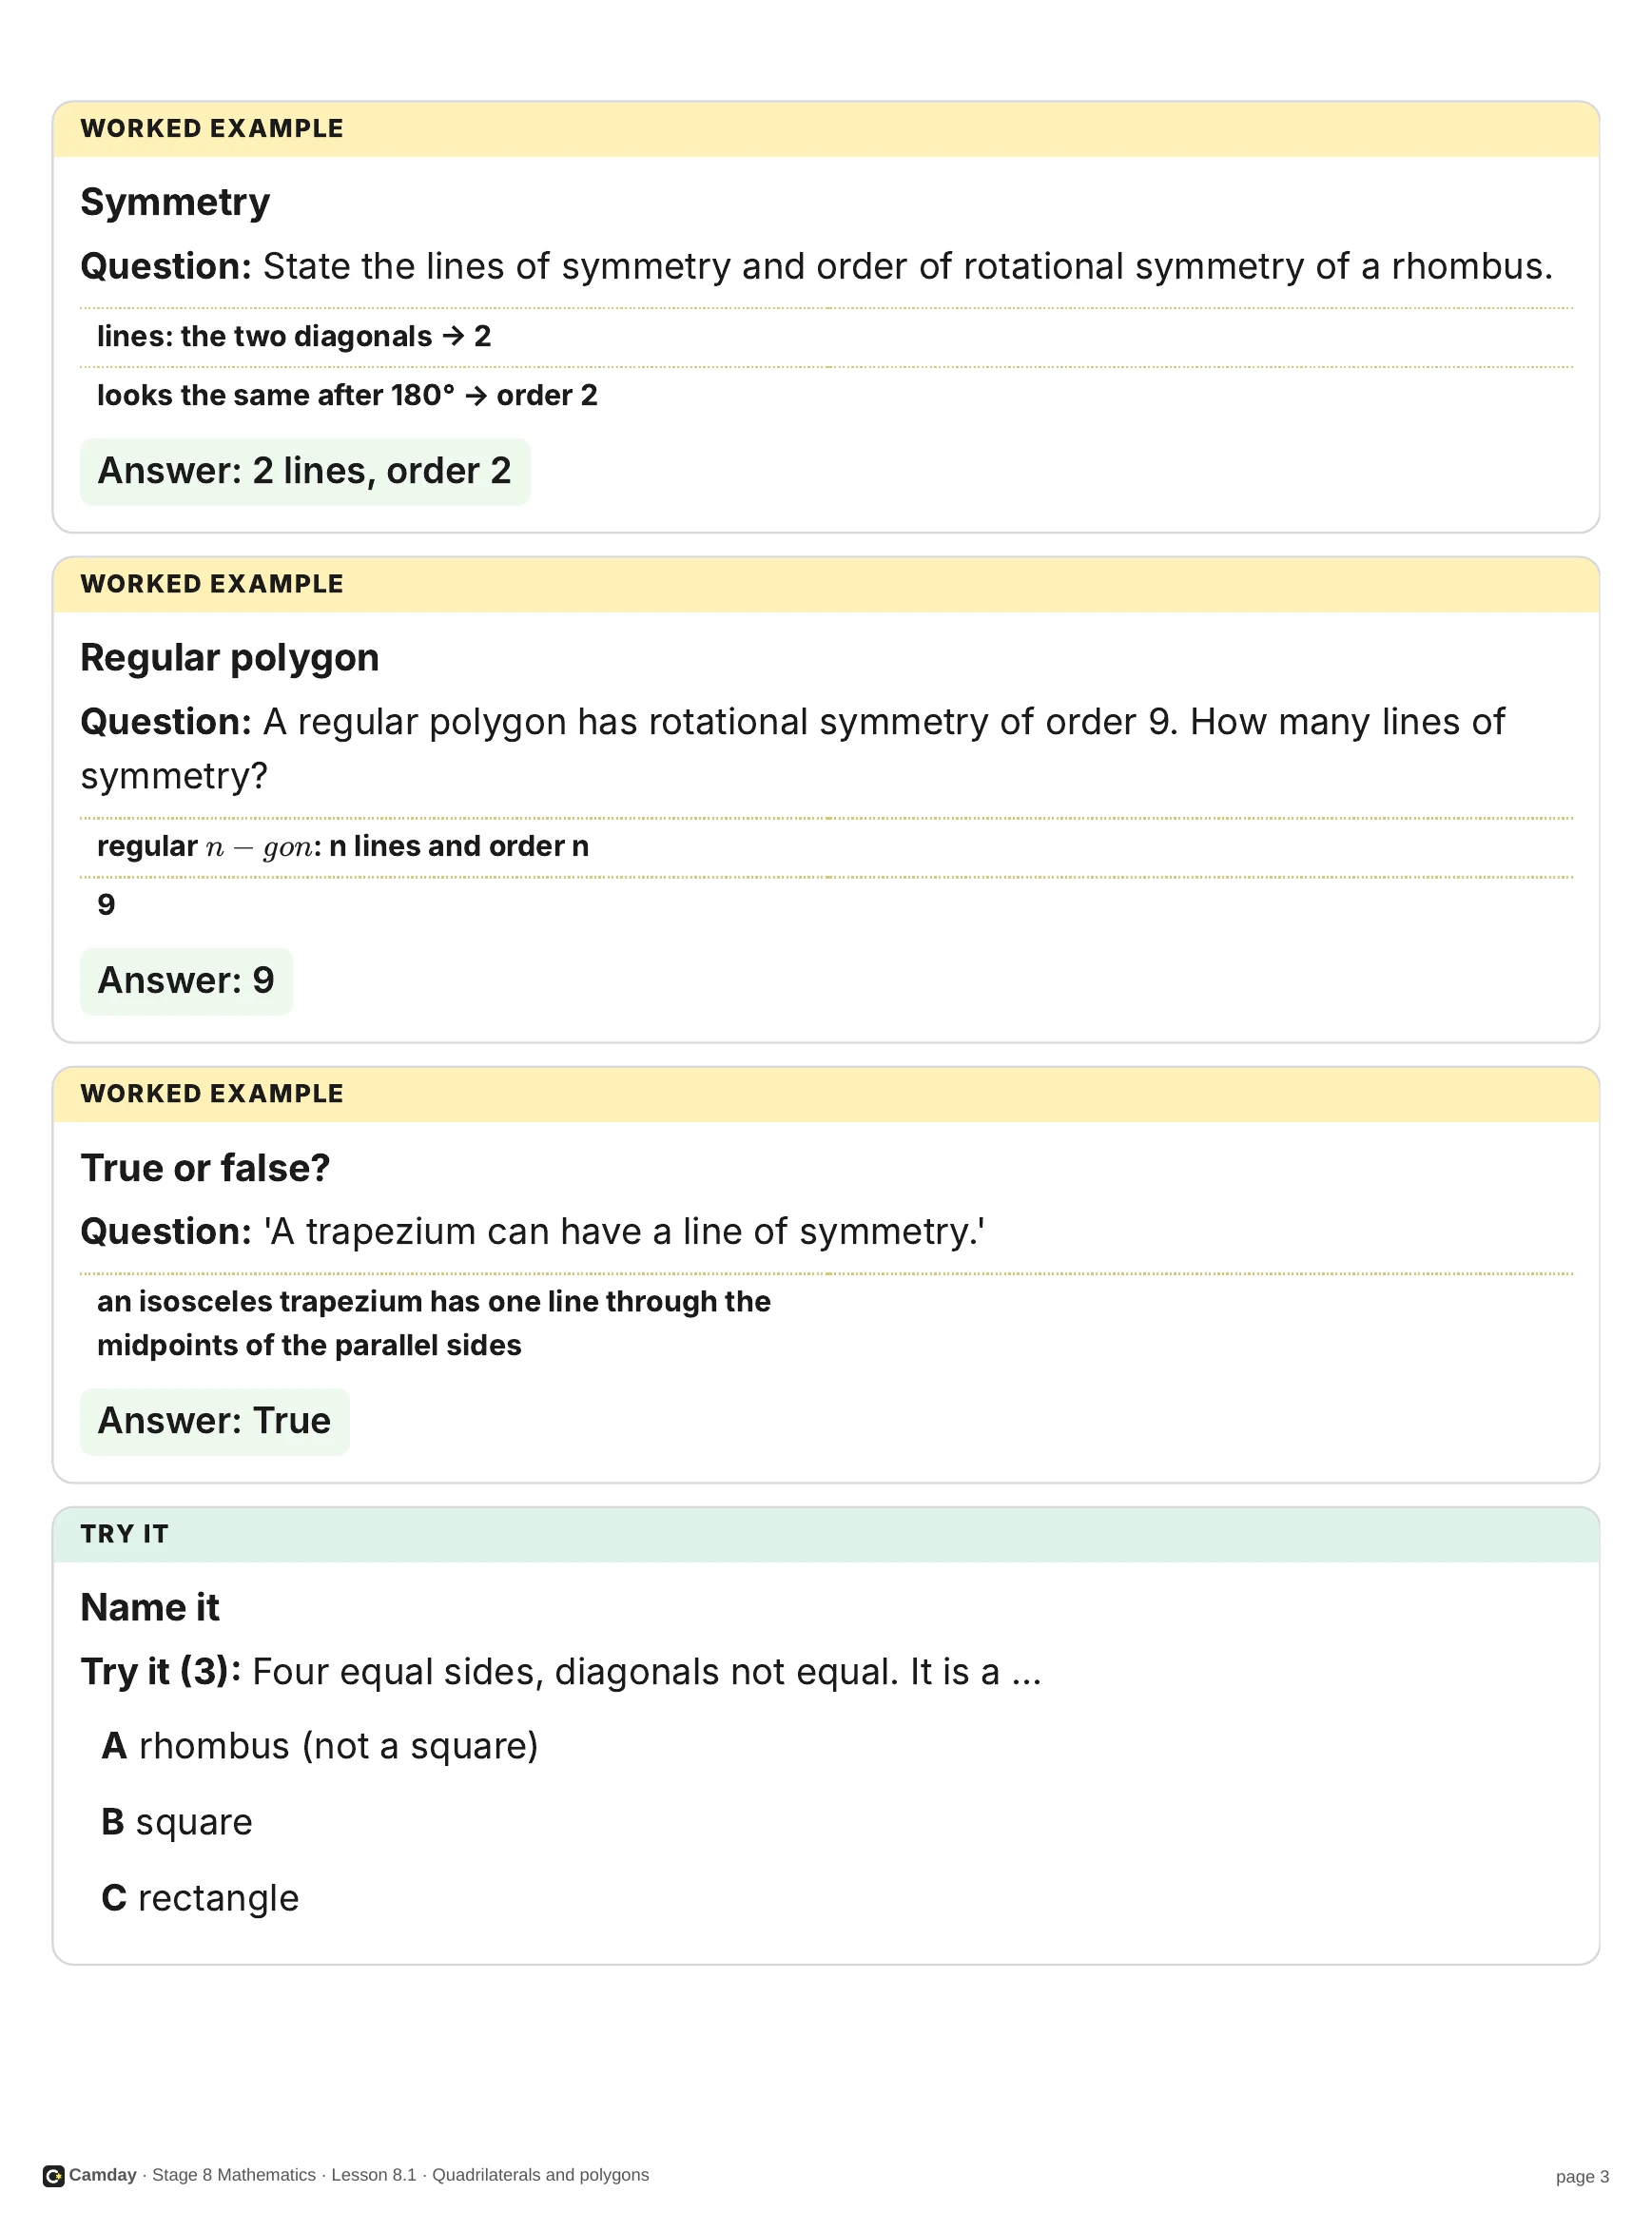 WORKED EXAMPLE
Symmetry
Question: State the lines of symmetry and order of rotational symmetry of a rhombus.
lines: the two diagonals → 2
looks the same after 180° → order 2
Answer: 2 lines, order 2
WORKED EXAMPLE
Regular polygon
Question: A regular polygon has rotational symmetry of order 9. How many lines of
symmetry?
regular n − gon: n lines and order n
9
Answer: 9
WORKED EXAMPLE
True or false?
Question: 'A trapezium can have a line of symmetry.'
an isosceles trapezium has one line through the
midpoints of the parallel sides
Answer: True
TRY IT
Name it
Try it (3): Four equal sides, diagonals not equal. It is a ...
A rhombus (not a square)
B square
C rectangle
Camday · Stage 8 Mathematics · Lesson 8.1 · Quadrilaterals and polygons
page 3